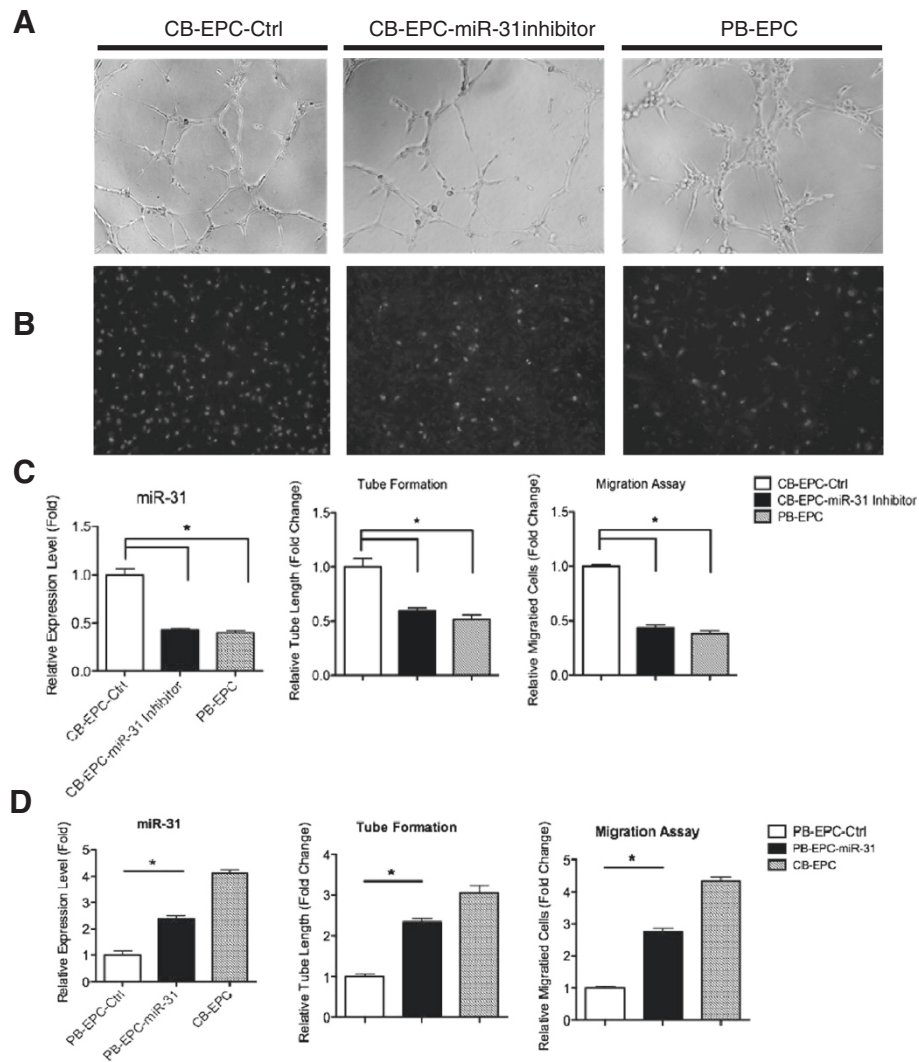 A
CB-EPC-Ctrl
CB-EPC-miR-31inhibitor
PB-EPC
B
C
miR-31
Relative Expression Level (Fold)
1.5
1.0
0.5
0.0
*
CB-EPC-Ctrl
CB-EPC-miR-31 Inhibitor
PB-EPC
Tube Formation
Relative Tube Length (Fold Change)
1.5
1.0
0.5
0.0
*
Migration Assay
Relative Migratied Cells (Fold Change)
1.5
1.0
0.5
0.0
*
CB-EPC-Ctrl
CB-EPC-miR-31 Inhibitor
PB-EPC
D
miR-31
Relative Expression Level (Fold)
5
4
3
2
1
0
*
PB-EPC-Ctrl
PB-EPC-miR-31
CB-EPC
Tube Formation
Relative Tube Length (Fold Change)
4
3
2
1
0
*
Migration Assay
Relative Migratied Cells (Fold Change)
5
4
3
2
1
0
*
PB-EPC-Ctrl
PB-EPC-miR-31
CB-EPC